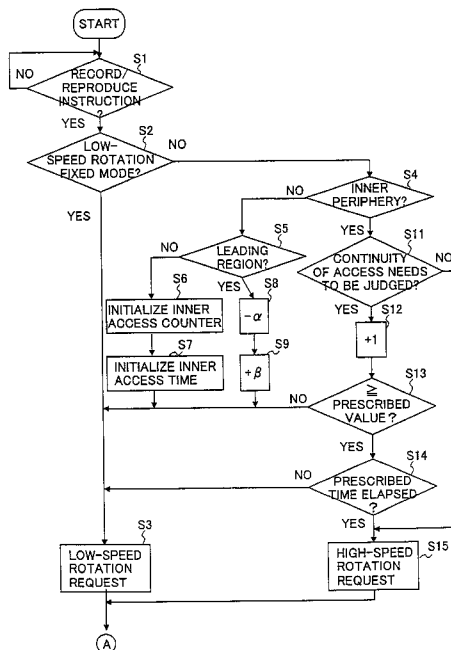 START
S1
NO
RECORD/
REPRODUCE
INSTRUCTION
?
YES
S2
LOW-
SPEED ROTATION
FIXED MODE?
NO
YES
S4
NO
INNER
PERIPHERY?
YES
S5
NO
LEADING
REGION?
YES
S11
CONTINUITY
OF ACCESS NEEDS
TO BE JUDGED?
NO
YES
S6
INITIALIZE INNER
ACCESS COUNTER
S8
-α
S12
+1
S7
INITIALIZE INNER
ACCESS TIME
S9
+β
S13
NO
≧
PRESCRIBED
VALUE?
YES
S14
NO
PRESCRIBED
TIME ELAPSED
?
YES
S3
LOW-SPEED
ROTATION
REQUEST
S15
HIGH-SPEED
ROTATION
REQUEST
A